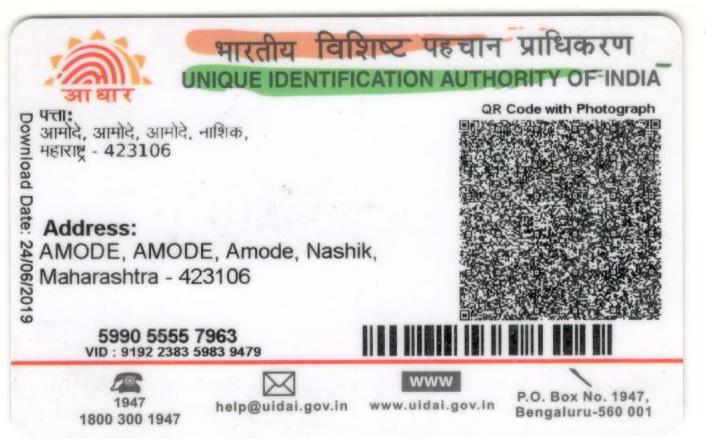 भारतीय विशिष्ट पहचान प्राधिकरण
UNIQUE IDENTIFICATION AUTHORITY OF INDIA
आधार
QR Code with Photograph
Download Date: 24/06/2019
पत्ता:
आमोदे, आमोदे, आमोदे, नाशिक,
महाराष्ट्र - 423106
Address:
AMODE, AMODE, Amode, Nashik,
Maharashtra - 423106
5990 5555 7963
VID : 9192 2383 5983 9479
1947
1800 300 1947
help@uidai.gov.in
www
www.uidai.gov.in
P.O. Box No. 1947,
Bengaluru-560 001